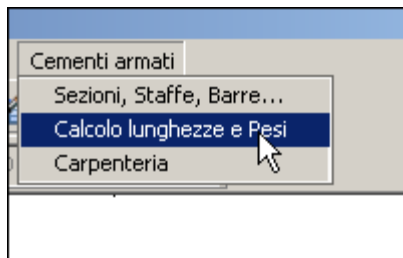 Cementi armati
Sezioni, Staffe, Barre...
Calcolo lunghezze e Pesi
Carpenteria